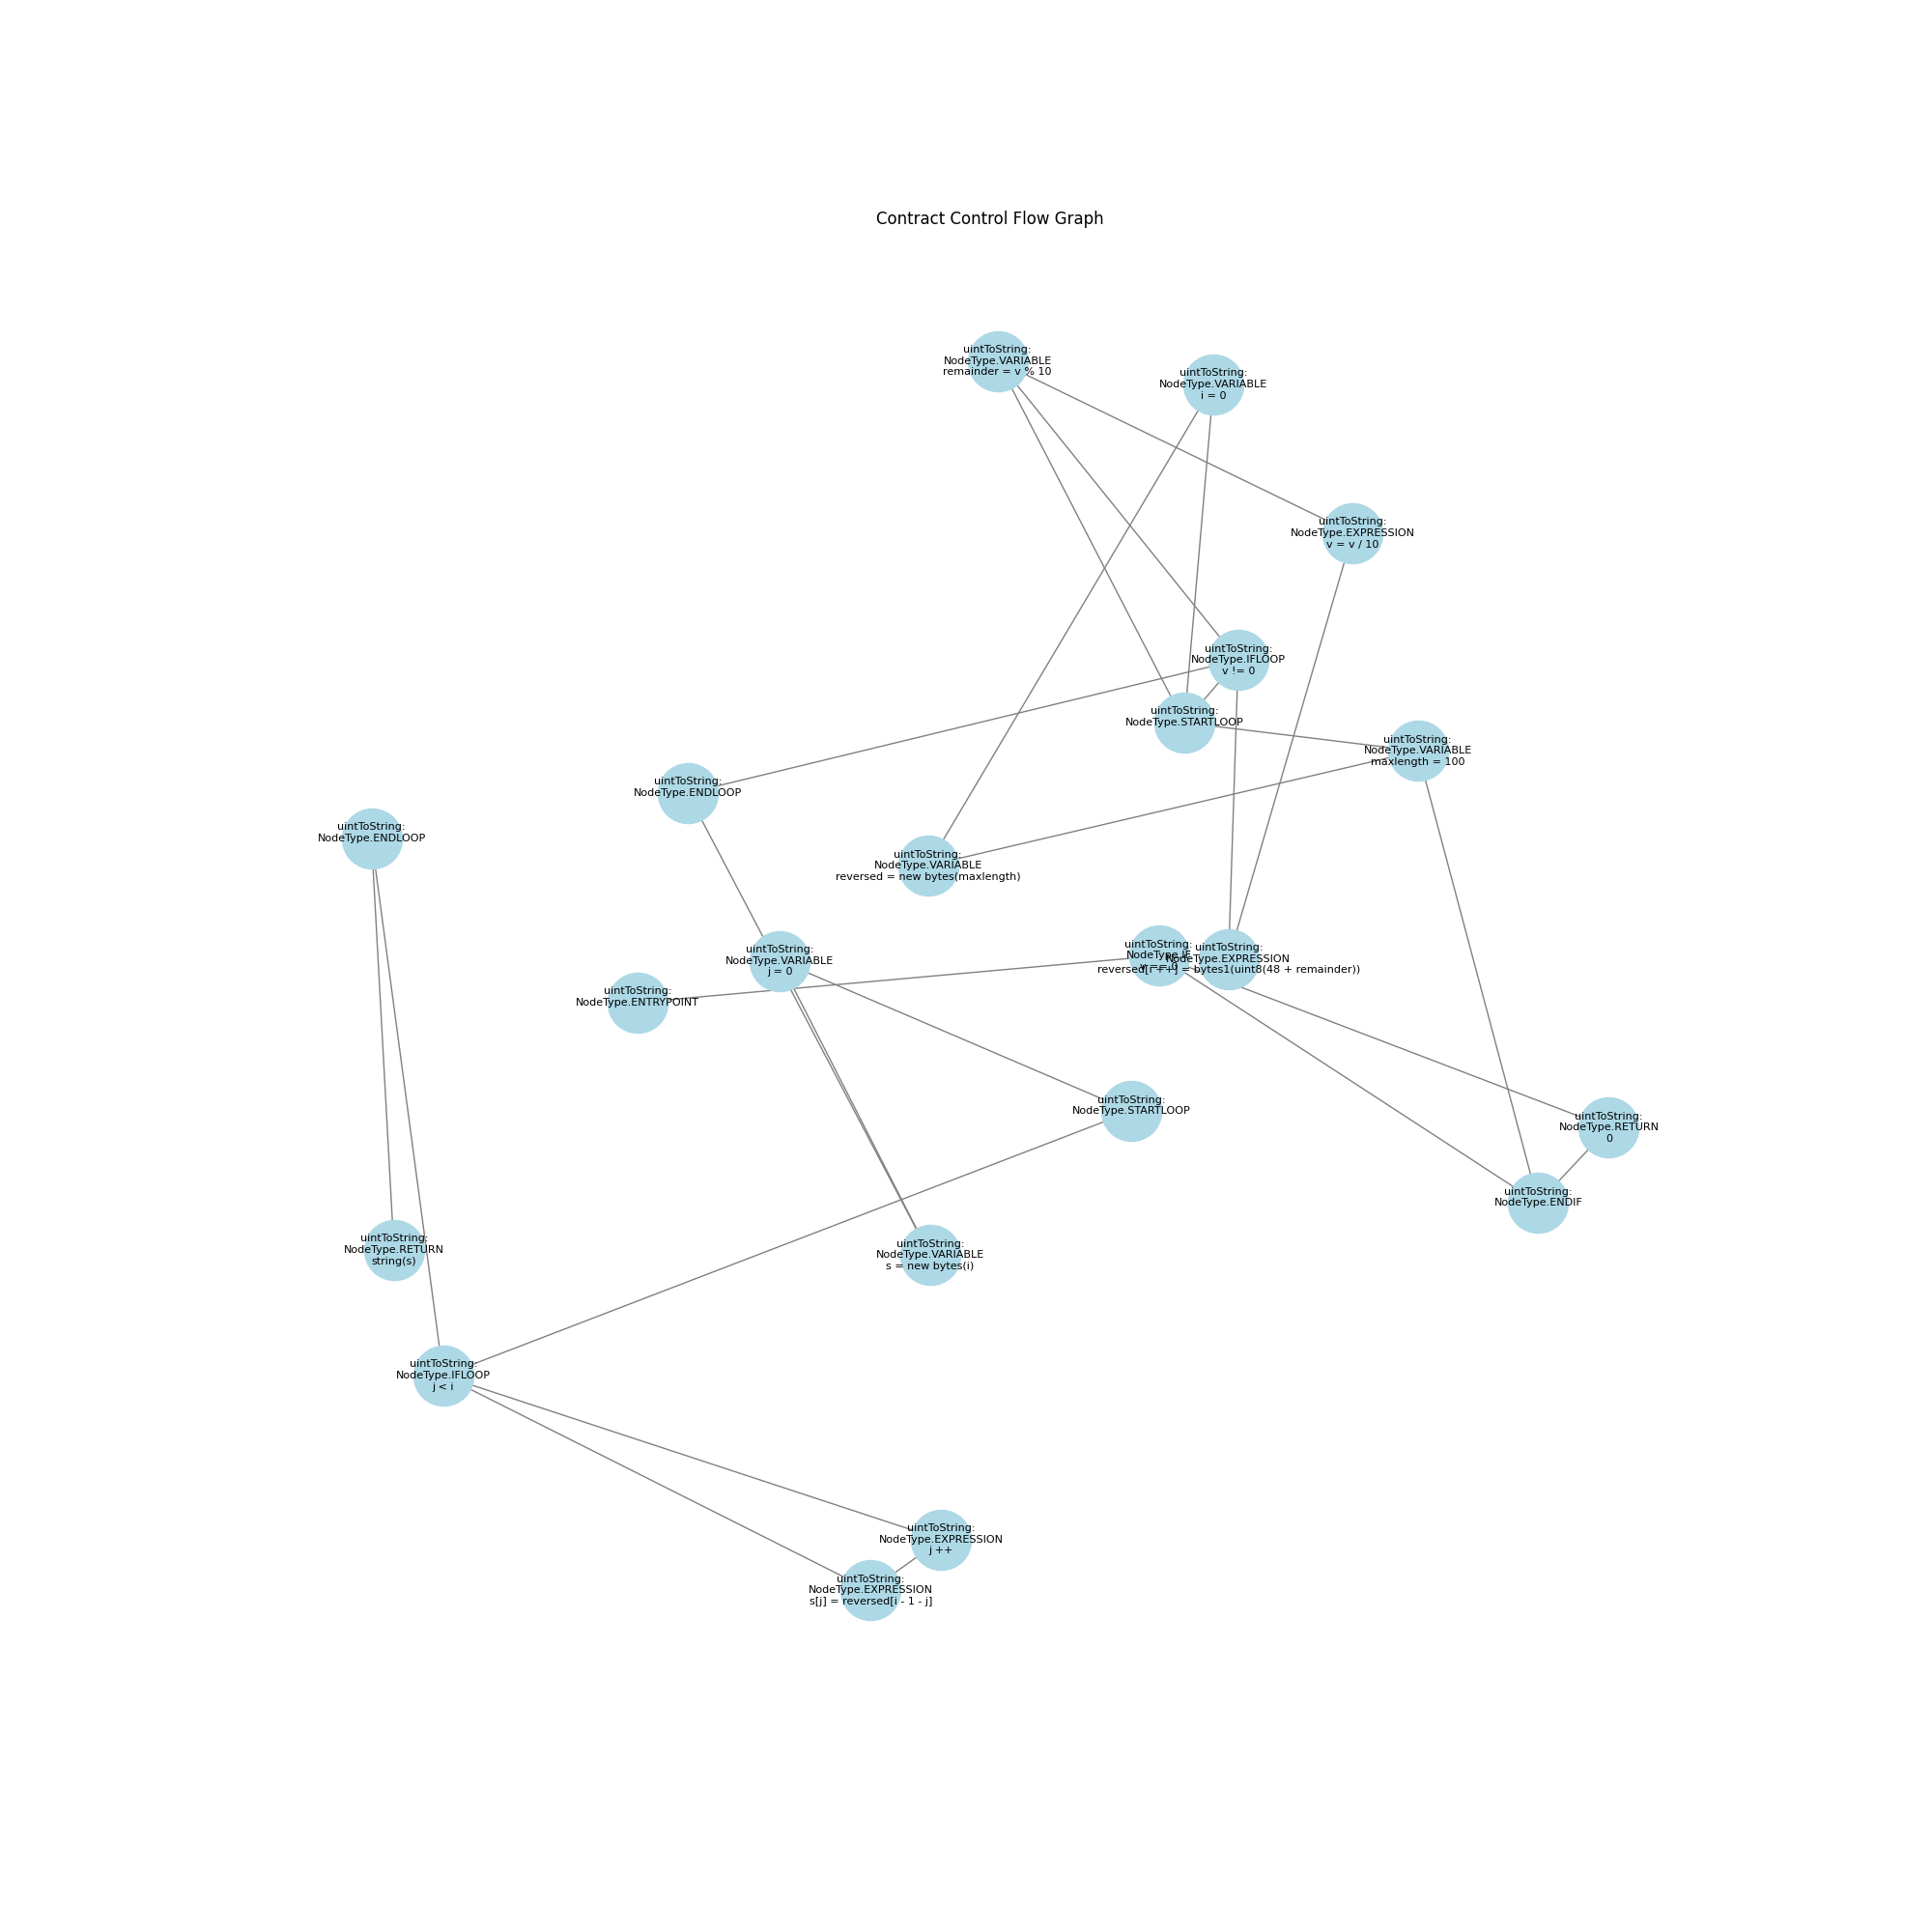 Contract Control Flow Graph
uintToString:
NodeType.VARIABLE
remainder = v % 10
uintToString:
NodeType.VARIABLE
i = 0
uintToString:
NodeType.EXPRESSION
v = v / 10
uintToString:
NodeType.IFLOOP
v != 0
uintToString:
NodeType.STARTLOOP
uintToString:
NodeType.VARIABLE
maxlength = 100
uintToString:
NodeType.ENDLOOP
uintToString:
NodeType.ENDLOOP
uintToString:
NodeType.VARIABLE
reversed = new bytes(maxlength)
uintToString:
NodeType.VARIABLE
j = 0
uintToString:
NodeType.IF
v == 0
uintToString:
NodeType.EXPRESSION
reversed[i ++] = bytes1(uint8(48 + remainder))
uintToString:
NodeType.ENTRYPOINT
uintToString:
NodeType.STARTLOOP
uintToString:
NodeType.RETURN
0
uintToString:
NodeType.ENDIF
uintToString:
NodeType.RETURN
string(s)
uintToString:
NodeType.VARIABLE
s = new bytes(i)
uintToString:
NodeType.IFLOOP
j < i
uintToString:
NodeType.EXPRESSION
j ++
uintToString:
NodeType.EXPRESSION
s[j] = reversed[i - 1 - j]